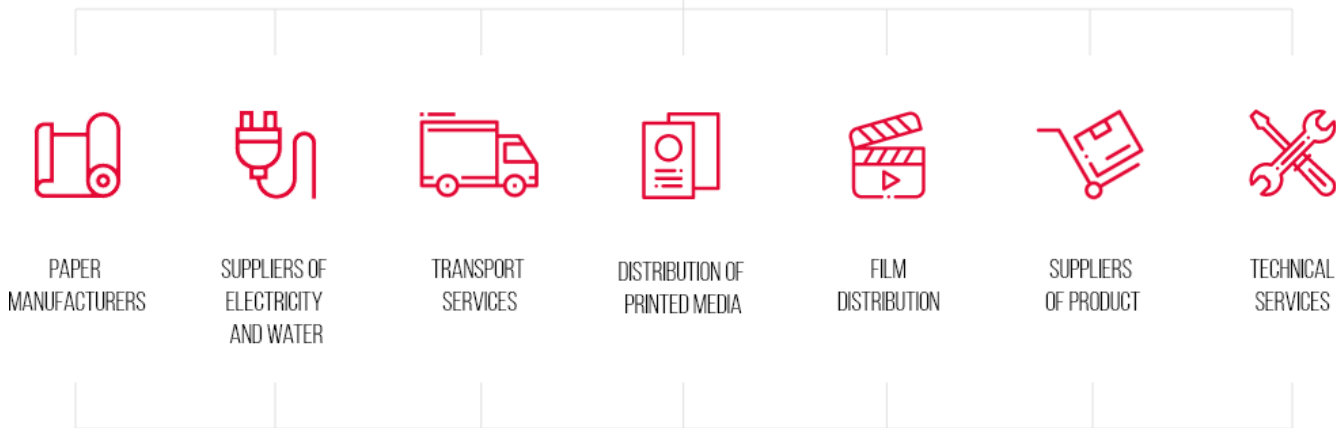 PAPER
MANUFACTURERS
SUPPLIERS OF
ELECTRICITY
AND WATER
TRANSPORT
SERVICES
DISTRIBUTION OF
PRINTED MEDIA
FILM
DISTRIBUTION
SUPPLIERS
OF PRODUCT
TECHNICAL
SERVICES